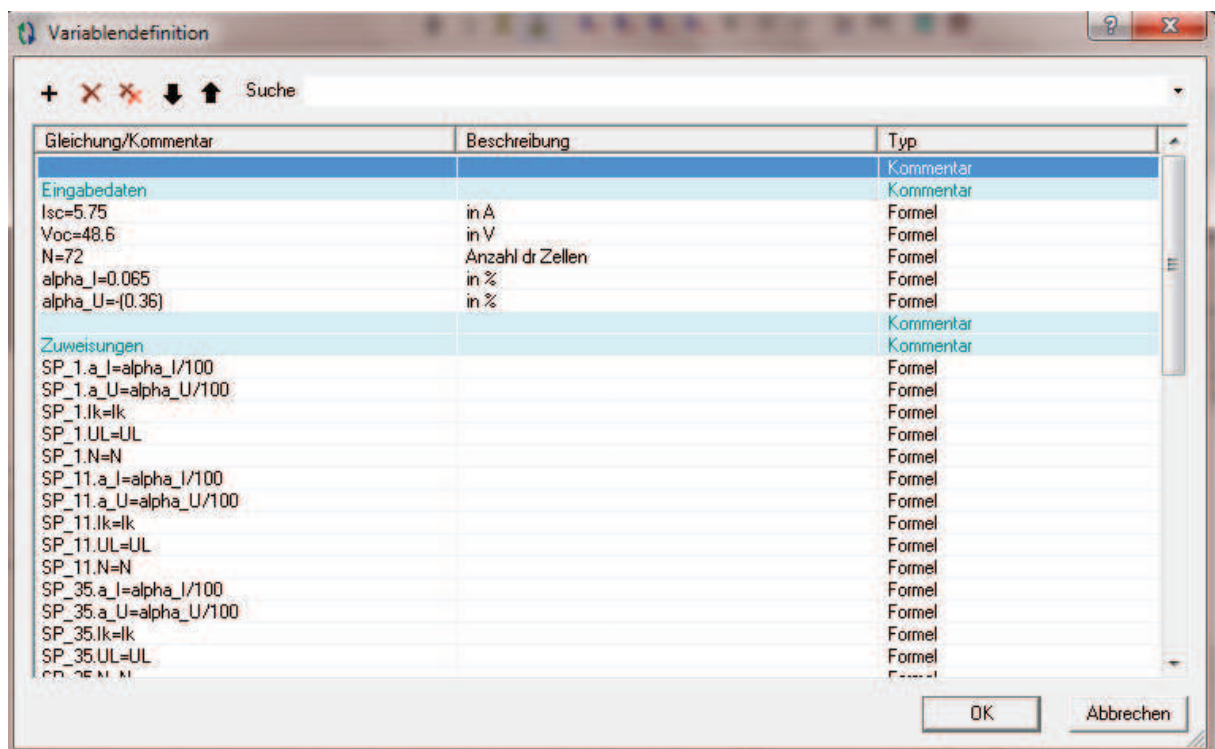 Variablendefinition
Suche
Gleichung/Kommentar Beschreibung Typ
Kommentar
Eingabedaten Kommentar
Isc=5.75 in A Formel
Voc=48.6 in V Formel
N=72 Anzahl dr Zellen Formel
alpha_I=0.065 in % Formel
alpha_U=-(0.36) in % Formel
Kommentar
Zuweisungen Kommentar
SP_1.a_I=alpha_I/100 Formel
SP_1.a_U=alpha_U/100 Formel
SP_1.Ik=Ik Formel
SP_1.UL=UL Formel
SP_1.N=N Formel
SP_11.a_I=alpha_I/100 Formel
SP_11.a_U=alpha_U/100 Formel
SP_11.Ik=Ik Formel
SP_11.UL=UL Formel
SP_11.N=N Formel
SP_35.a_I=alpha_I/100 Formel
SP_35.a_U=alpha_U/100 Formel
SP_35.Ik=Ik Formel
SP_35.UL=UL Formel
OK Abbrechen